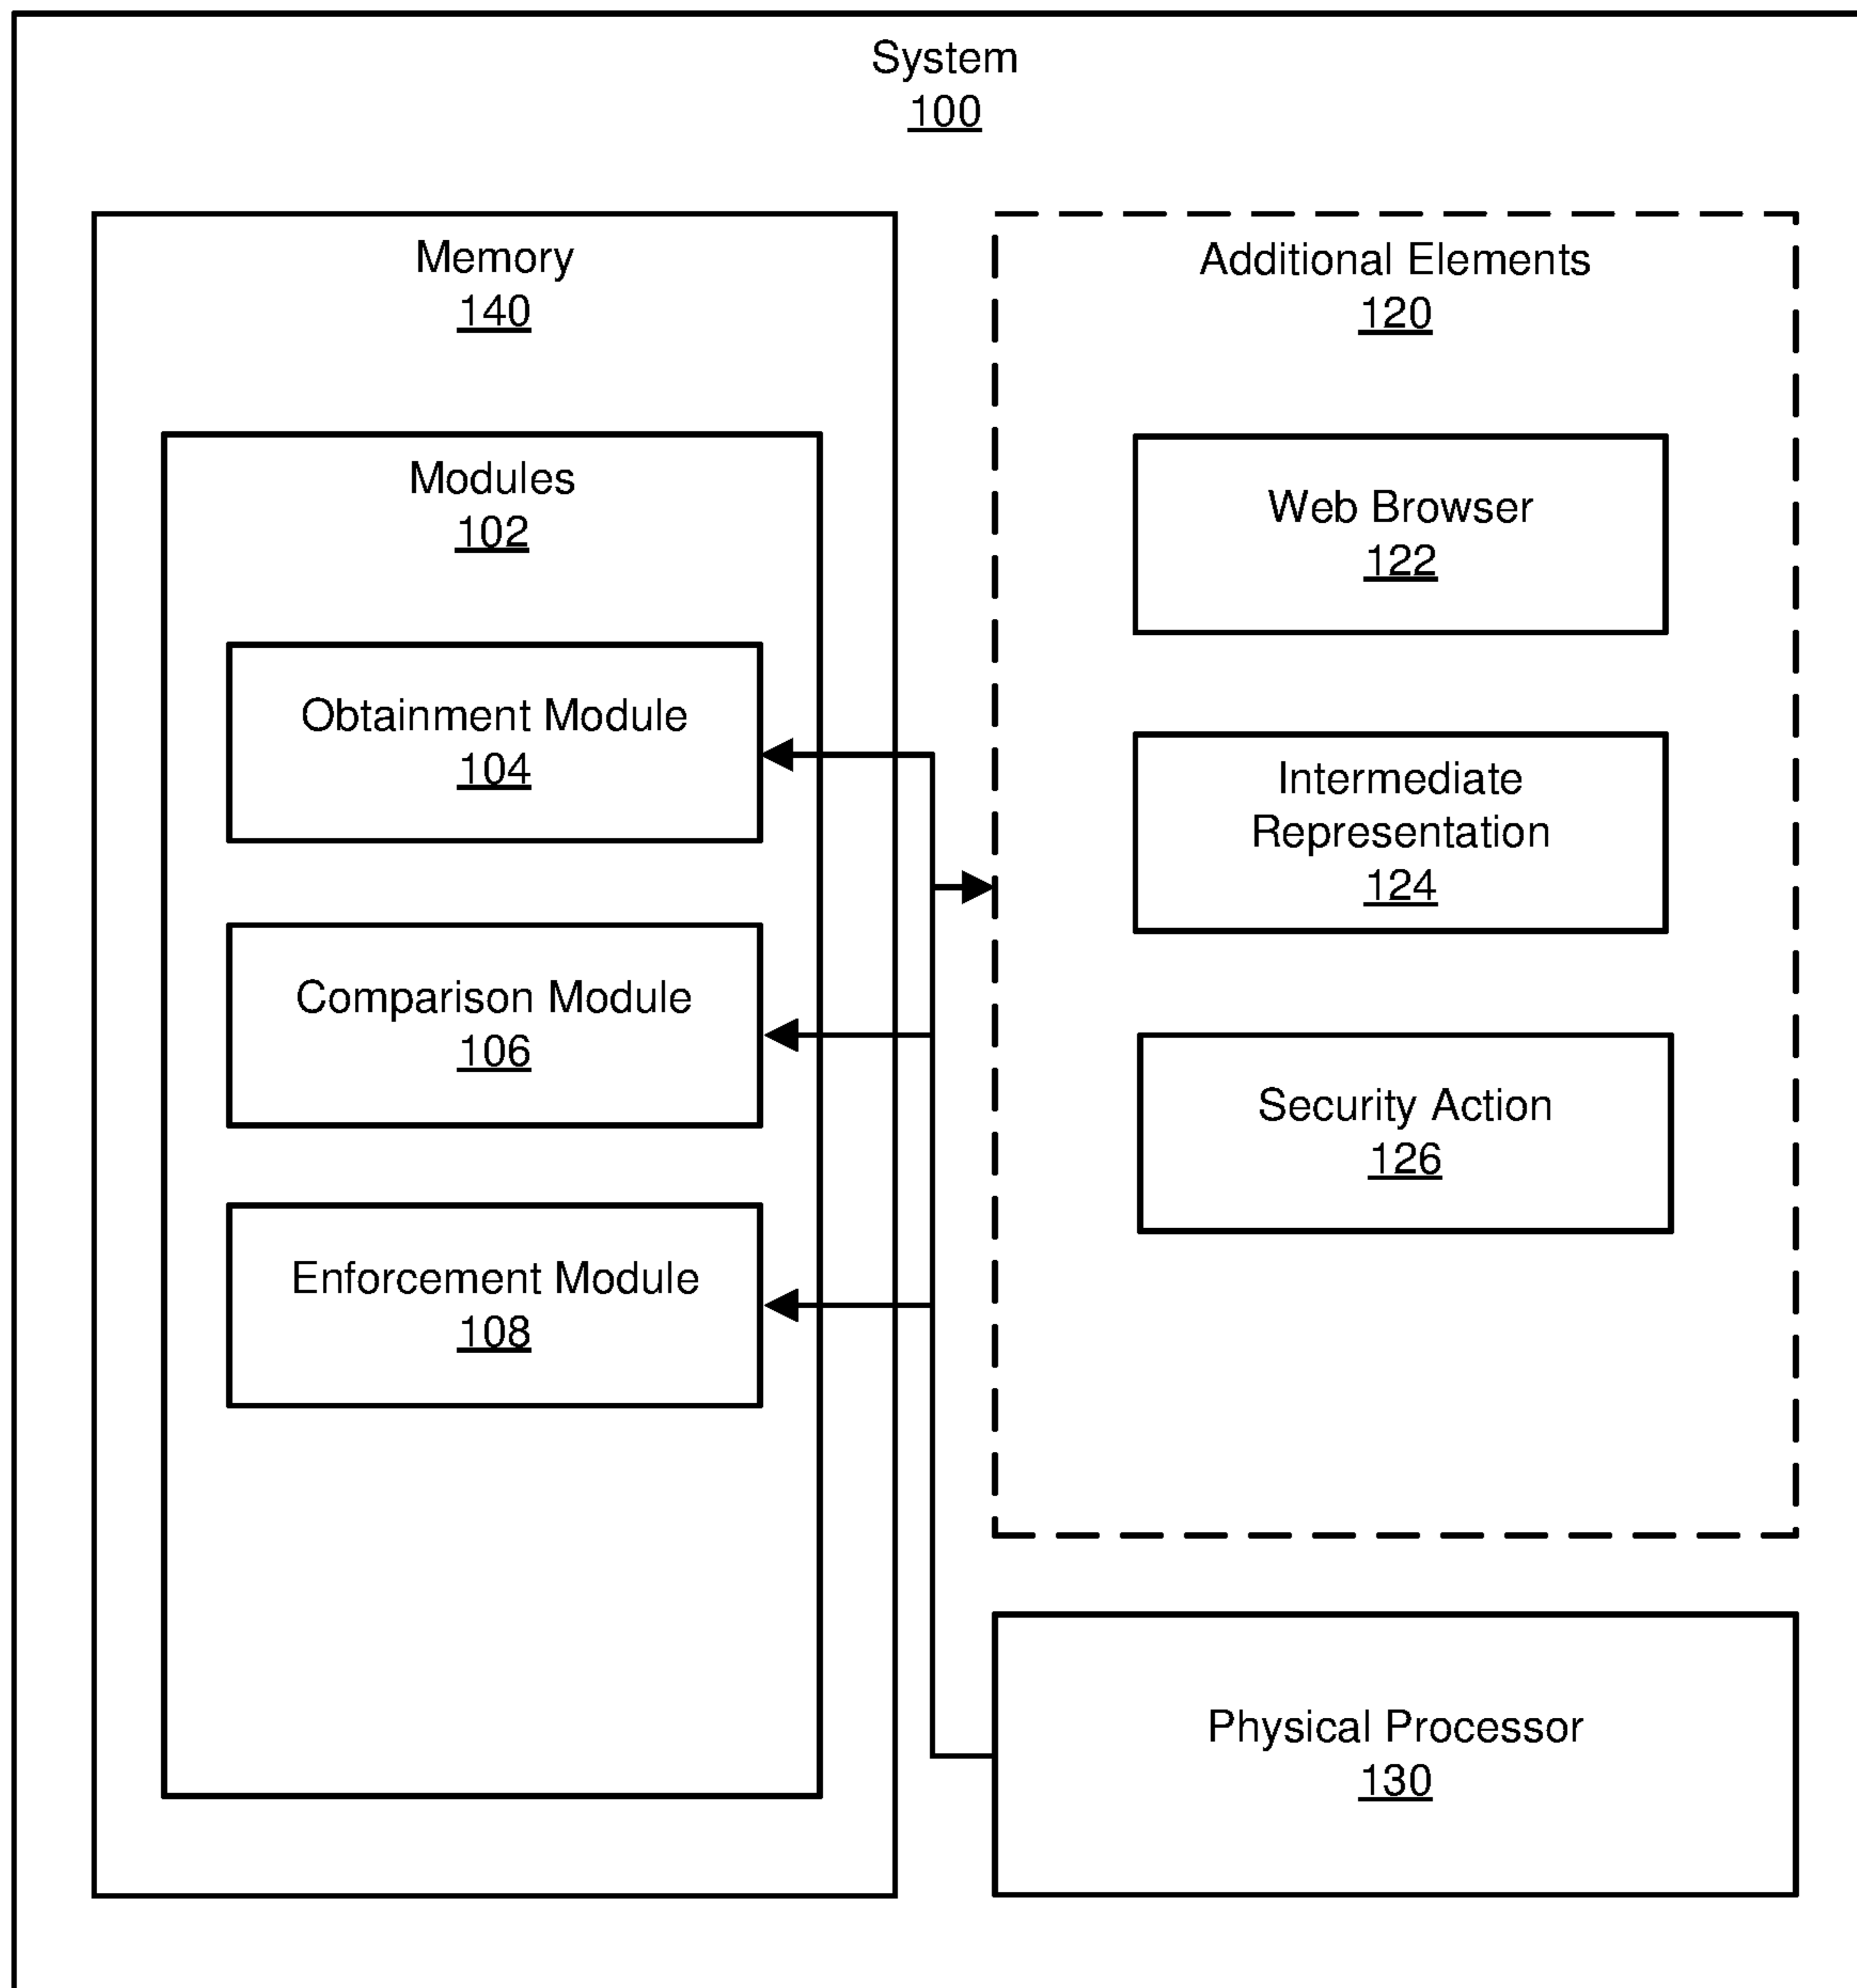 System
100
Memory
140
Modules
102
Obtainment Module
104
Comparison Module
106
Enforcement Module
108
Additional Elements
120
Web Browser
122
Intermediate
Representation
124
Security Action
126
Physical Processor
130